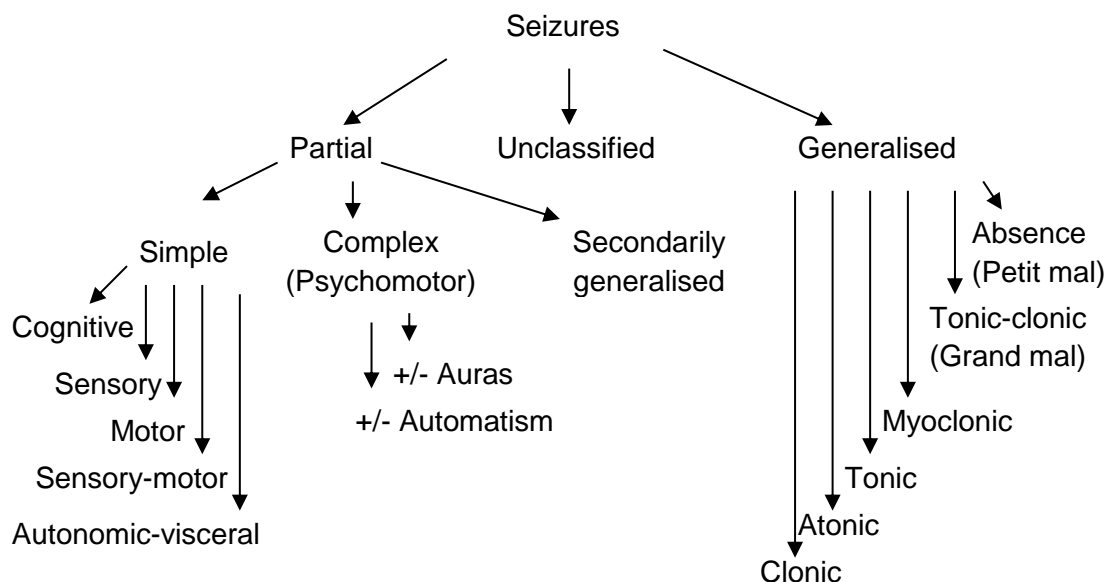 Seizures
Partial
Unclassified
Generalised
Simple
Complex
(Psychomotor)
Secondarily
generalised
Absence
(Petit mal)
Cognitive
Tonic-clonic
(Grand mal)
Sensory
+/- Auras
Motor
+/- Automatism
Myoclonic
Sensory-motor
Tonic
Autonomic-visceral
Atonic
Clonic